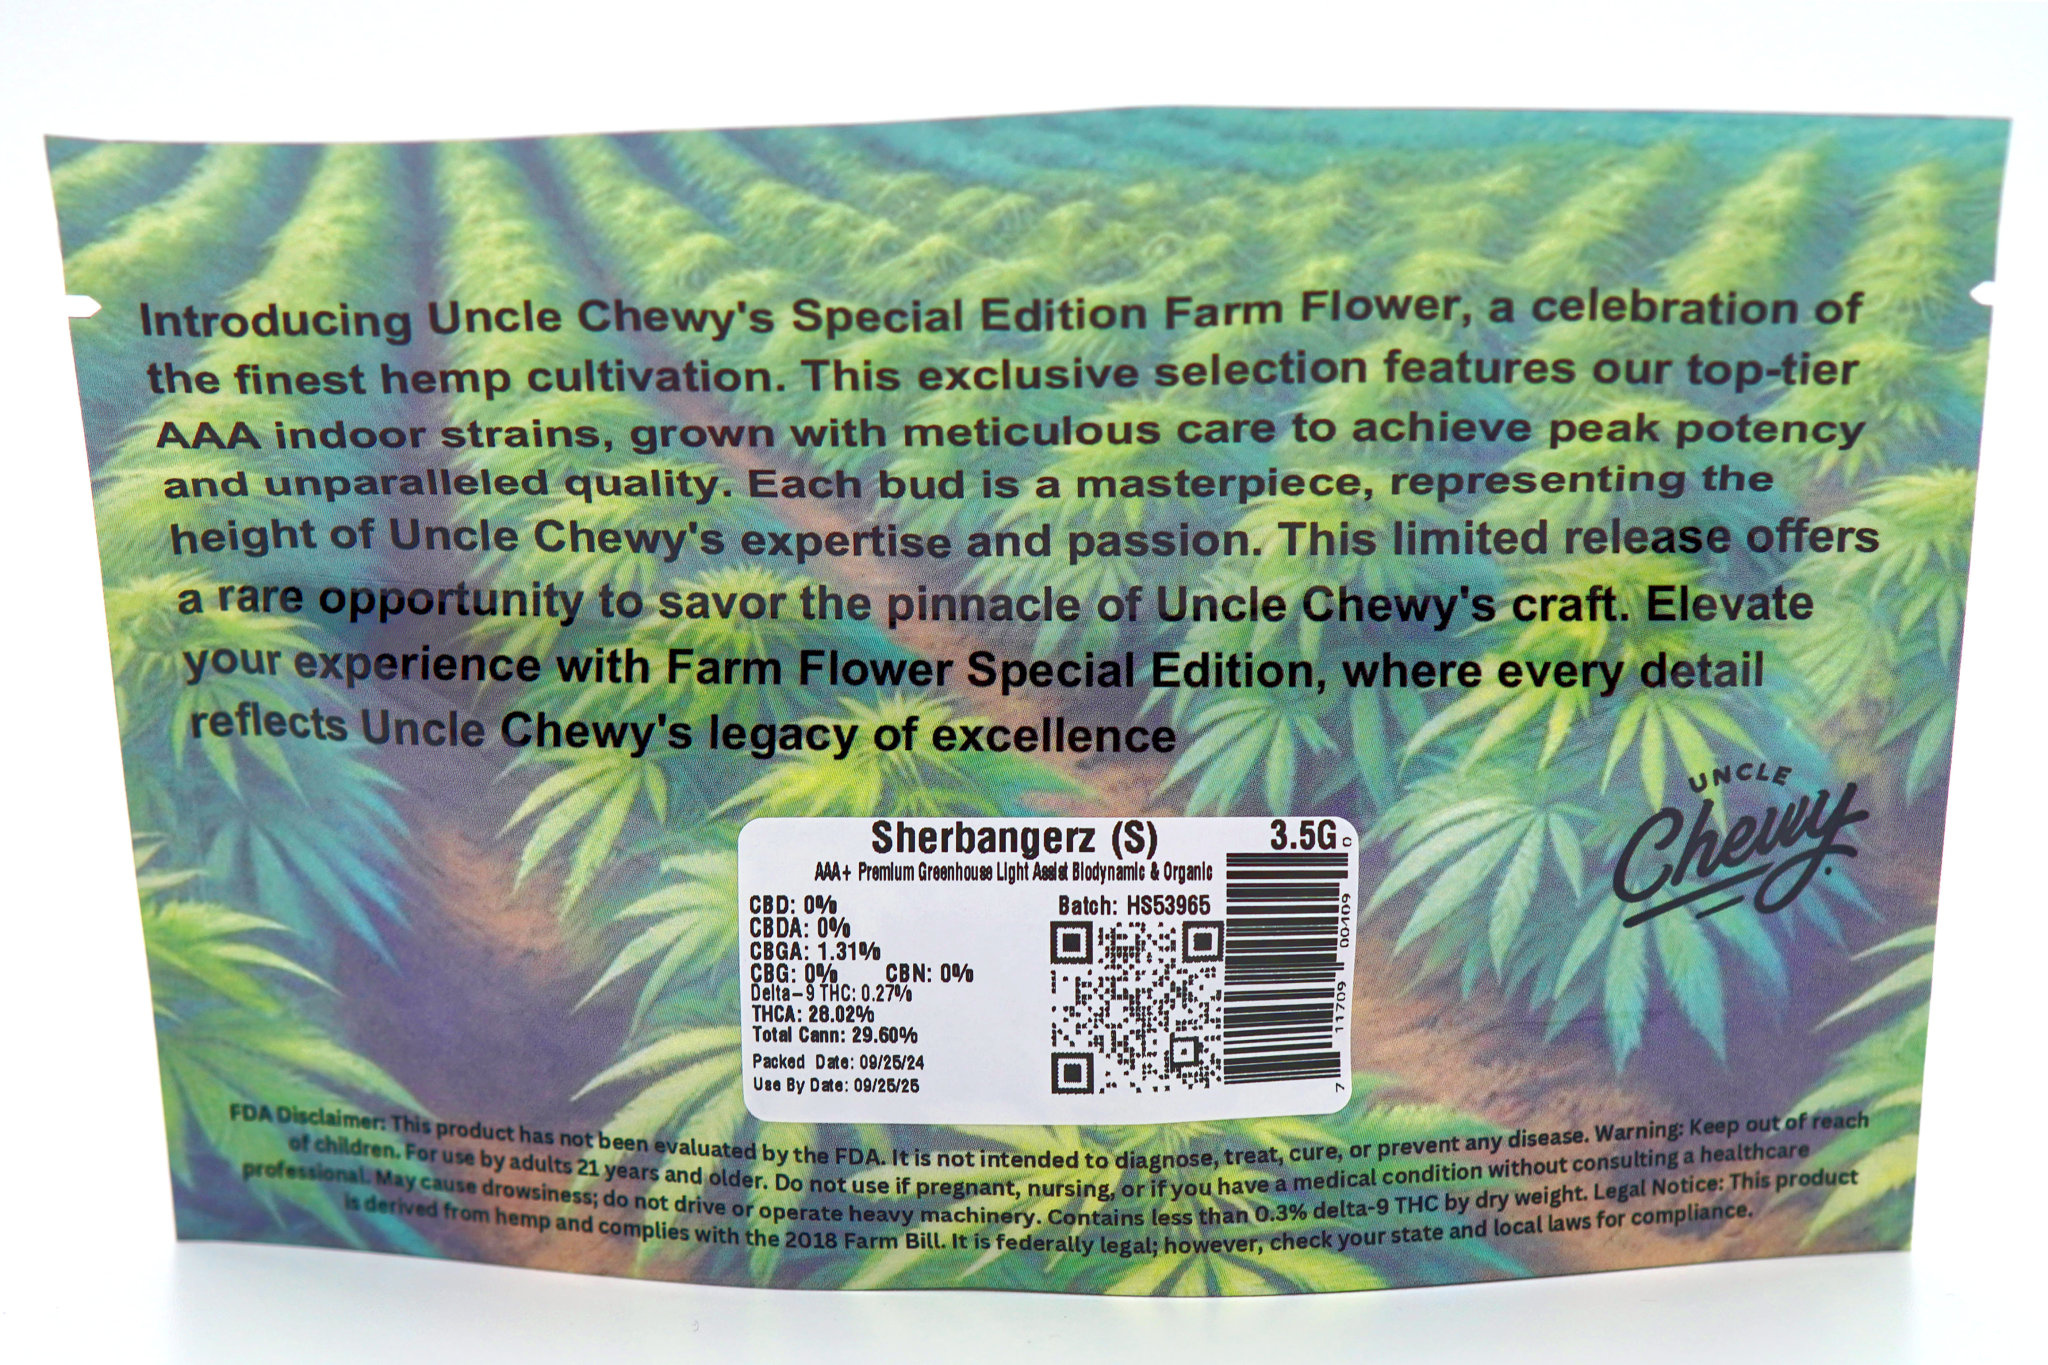 Introducing Uncle Chewy's Special Edition Farm Flower, a celebration of
the finest hemp cultivation. This exclusive selection features our top-tier
AAA indoor strains, grown with meticulous care to achieve peak potency
and unparalleled quality. Each bud is a masterpiece, representing the
height of Uncle Chewy's expertise and passion. This limited release offers
a rare opportunity to savor the pinnacle of Uncle Chewy's craft. Elevate
your experience with Farm Flower Special Edition, where every detail
reflects Uncle Chewy's legacy of excellence
UNCLE
Chewy.
Sherbangerz (S) 3.5G
AAA+ Premium Greenhouse Light Assist Biodynamic & Organic
CBD: 0%
CBDA: 0%
CBGA: 1.31%
CBG: 0% CBN: 0%
Delta-9 THC: 0.27%
THCA: 28.02%
Total Cann: 29.60%
Packed Date: 09/25/24
Use By Date: 09/25/25
Batch: HS53965
7 11709 00409 0
FDA Disclaimer: This product has not been evaluated by the FDA. It is not intended to diagnose, treat, cure, or prevent any disease. Warning: Keep out of reach
of children. For use by adults 21 years and older. Do not use if pregnant, nursing, or if you have a medical condition without consulting a healthcare
professional. May cause drowsiness; do not drive or operate heavy machinery. Contains less than 0.3% delta-9 THC by dry weight. Legal Notice: This product
is derived from hemp and complies with the 2018 Farm Bill. It is federally legal; however, check your state and local laws for compliance.